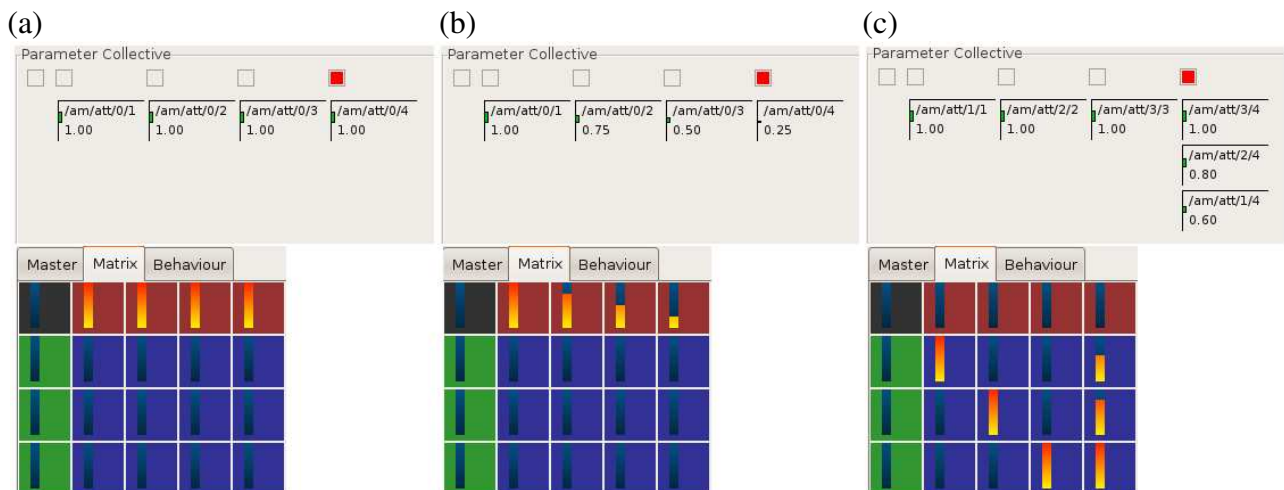 (a)
Parameter Collective
/am/att/0/1 /am/att/0/2 /am/att/0/3 /am/att/0/4
1.00 1.00 1.00 1.00
Master Matrix Behaviour
(b)
Parameter Collective
/am/att/0/1 /am/att/0/2 /am/att/0/3 /am/att/0/4
1.00 0.75 0.50 0.25
Master Matrix Behaviour
(c)
Parameter Collective
/am/att/1/1 /am/att/2/2 /am/att/3/3 /am/att/3/4
1.00 1.00 1.00 1.00
/am/att/2/4
0.80
/am/att/1/4
0.60
Master Matrix Behaviour